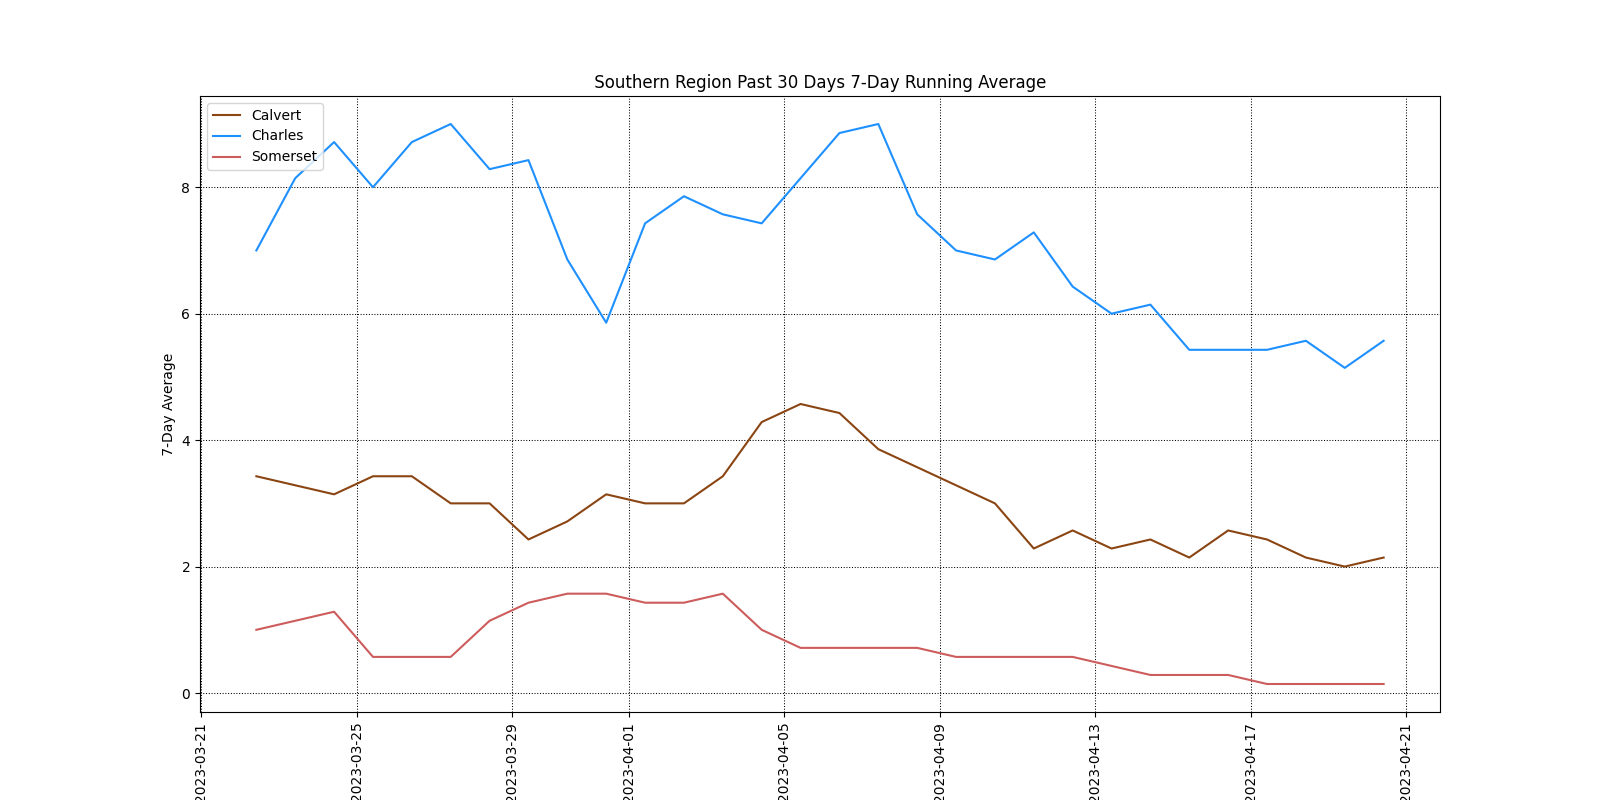 Southern Region Past 30 Days 7-Day Running Average
Calvert
Charles
Somerset
7-Day Average
8
6
4
2
0
2023-03-21
2023-03-25
2023-03-29
2023-04-01
2023-04-05
2023-04-09
2023-04-13
2023-04-17
2023-04-21